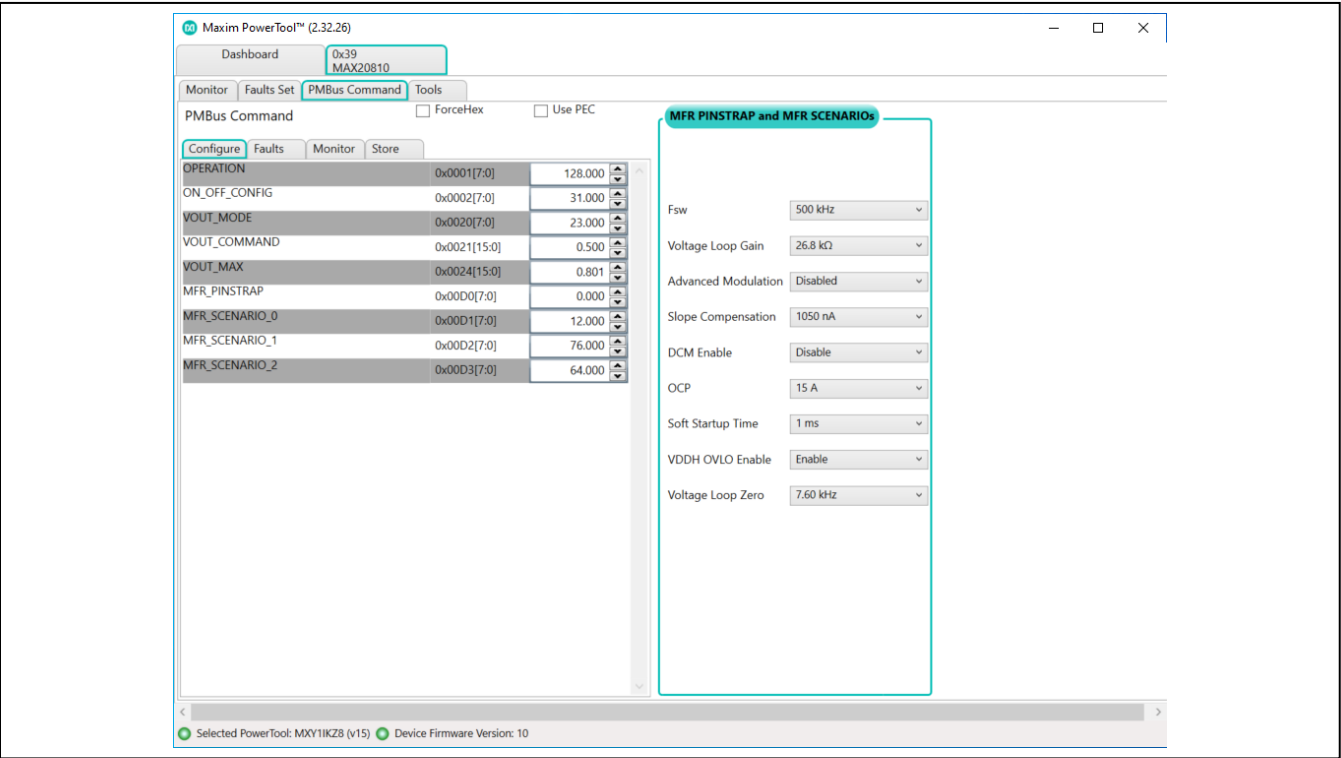 Maxim PowerTool™ (2.32.26)
Dashboard
0x39
MAX20810
Monitor Faults Set PMBus Command Tools
PMBus Command ForceHex Use PEC
Configure Faults Monitor Store
OPERATION 0x0001[7:0] 128.000
ON_OFF_CONFIG 0x0002[7:0] 31.000
VOUT_MODE 0x0020[7:0] 23.000
VOUT_COMMAND 0x0021[15:0] 0.500
VOUT_MAX 0x0024[15:0] 0.801
MFR_PINSTRAP 0x00D0[7:0] 0.000
MFR_SCENARIO_0 0x00D1[7:0] 12.000
MFR_SCENARIO_1 0x00D2[7:0] 76.000
MFR_SCENARIO_2 0x00D3[7:0] 64.000
MFR PINSTRAP and MFR SCENARIOs
Fsw 500 kHz
Voltage Loop Gain 26.8 kΩ
Advanced Modulation Disabled
Slope Compensation 1050 nA
DCM Enable Disable
OCP 15 A
Soft Startup Time 1 ms
VDDH OVLO Enable Enable
Voltage Loop Zero 7.60 kHz
Selected PowerTool: MXY1IKZ8 (v15) Device Firmware Version: 10